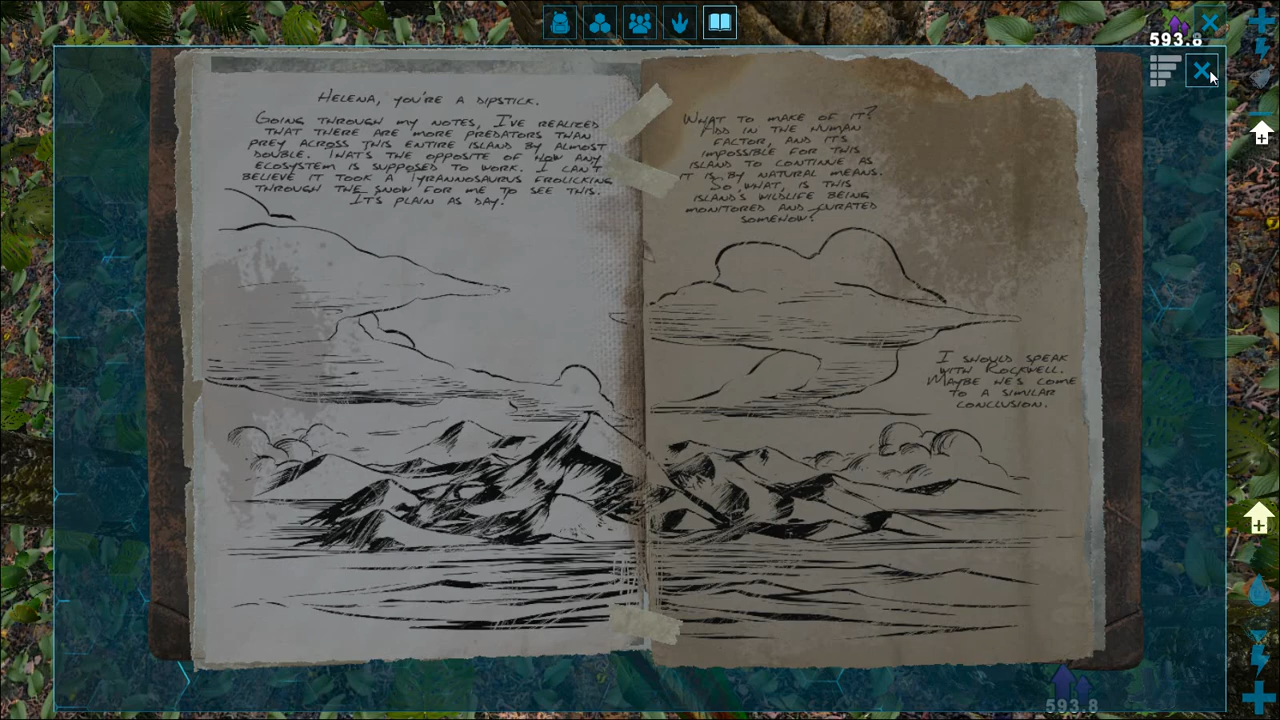 593.8
Helena, you're a dipstick.
Going through my notes, I've realized
that there are more predators than
prey across this entire island by almost
double. That's the opposite of how any
ecosystem is supposed to work. I can't
believe it took a Tyrannosaurus frolicking
through the snow for me to see this.
It's plain as day!
What to make of it?
Add in the human
factor, and it's
impossible for this
island to continue as
it is by natural means.
So what, is this
island's wildlife being
monitored and curated
somehow?
I should speak
with Rockwell.
Maybe he's come
to a similar
conclusion.
593.8